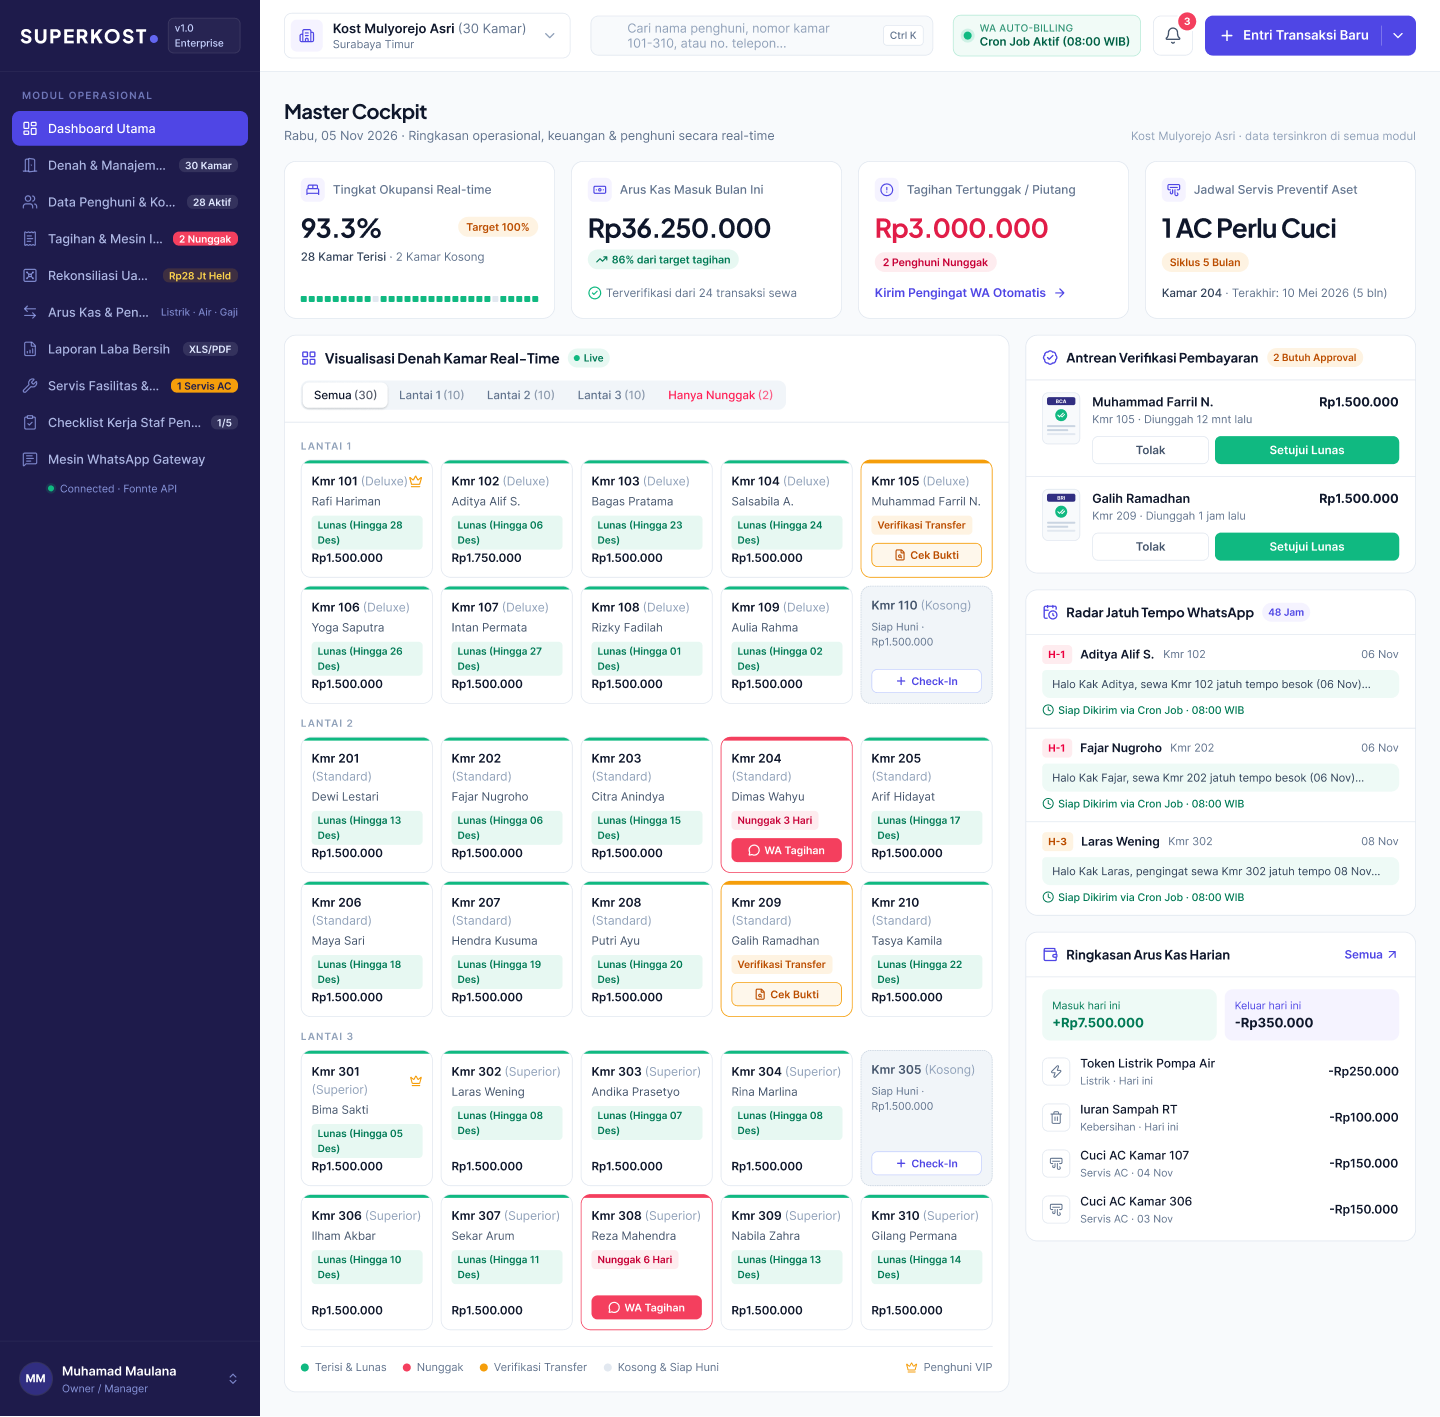 SUPERKOST
v1.0
Enterprise
MODUL OPERASIONAL
Dashboard Utama
Denah & Manajem... 30 Kamar
Data Penghuni & Ko... 28 Aktif
Tagihan & Mesin I... 2 Nunggak
Rekonsiliasi Ua... Rp28 Jt Held
Arus Kas & Pen... Listrik · Air · Gaji
Laporan Laba Bersih XLS/PDF
Servis Fasilitas &... 1 Servis AC
Checklist Kerja Staf Pen... 1/5
Mesin WhatsApp Gateway
Connected · Fonnte API
MM
Muhamad Maulana
Owner / Manager
Kost Mulyorejo Asri (30 Kamar)
Surabaya Timur
Cari nama penghuni, nomor kamar
101-310, atau no. telepon...
Ctrl K
WA AUTO-BILLING
Cron Job Aktif (08:00 WIB)
3
Entri Transaksi Baru
Master Cockpit
Rabu, 05 Nov 2026 · Ringkasan operasional, keuangan & penghuni secara real-time
Kost Mulyorejo Asri · data tersinkron di semua modul
Tingkat Okupansi Real-time
93.3% Target 100%
28 Kamar Terisi · 2 Kamar Kosong
Arus Kas Masuk Bulan Ini
Rp36.250.000
86% dari target tagihan
Terverifikasi dari 24 transaksi sewa
Tagihan Tertunggak / Piutang
Rp3.000.000
2 Penghuni Nunggak
Kirim Pengingat WA Otomatis
Jadwal Servis Preventif Aset
1 AC Perlu Cuci
Siklus 5 Bulan
Kamar 204 · Terakhir: 10 Mei 2026 (5 bln)
Visualisasi Denah Kamar Real-Time Live
Semua (30) Lantai 1 (10) Lantai 2 (10) Lantai 3 (10) Hanya Nunggak (2)
LANTAI 1
Kmr 101 (Deluxe)
Rafi Hariman
Lunas (Hingga 28
Des)
Rp1.500.000
Kmr 102 (Deluxe)
Aditya Alif S.
Lunas (Hingga 06
Des)
Rp1.750.000
Kmr 103 (Deluxe)
Bagas Pratama
Lunas (Hingga 23
Des)
Rp1.500.000
Kmr 104 (Deluxe)
Salsabila A.
Lunas (Hingga 24
Des)
Rp1.500.000
Kmr 105 (Deluxe)
Muhammad Farril N.
Verifikasi Transfer
Cek Bukti
Kmr 106 (Deluxe)
Yoga Saputra
Lunas (Hingga 26
Des)
Rp1.500.000
Kmr 107 (Deluxe)
Intan Permata
Lunas (Hingga 27
Des)
Rp1.500.000
Kmr 108 (Deluxe)
Rizky Fadilah
Lunas (Hingga 01
Des)
Rp1.500.000
Kmr 109 (Deluxe)
Aulia Rahma
Lunas (Hingga 02
Des)
Rp1.500.000
Kmr 110 (Kosong)
Siap Huni ·
Rp1.500.000
Check-In
LANTAI 2
Kmr 201
(Standard)
Dewi Lestari
Lunas (Hingga 13
Des)
Rp1.500.000
Kmr 202
(Standard)
Fajar Nugroho
Lunas (Hingga 06
Des)
Rp1.500.000
Kmr 203
(Standard)
Citra Anindya
Lunas (Hingga 15
Des)
Rp1.500.000
Kmr 204
(Standard)
Dimas Wahyu
Nunggak 3 Hari
WA Tagihan
Kmr 205
(Standard)
Arif Hidayat
Lunas (Hingga 17
Des)
Rp1.500.000
Kmr 206
(Standard)
Maya Sari
Lunas (Hingga 18
Des)
Rp1.500.000
Kmr 207
(Standard)
Hendra Kusuma
Lunas (Hingga 19
Des)
Rp1.500.000
Kmr 208
(Standard)
Putri Ayu
Lunas (Hingga 20
Des)
Rp1.500.000
Kmr 209
(Standard)
Galih Ramadhan
Verifikasi Transfer
Cek Bukti
Kmr 210
(Standard)
Tasya Kamila
Lunas (Hingga 22
Des)
Rp1.500.000
LANTAI 3
Kmr 301
(Superior)
Bima Sakti
Lunas (Hingga 05
Des)
Rp1.500.000
Kmr 302 (Superior)
Laras Wening
Lunas (Hingga 08
Des)
Rp1.500.000
Kmr 303 (Superior)
Andika Prasetyo
Lunas (Hingga 07
Des)
Rp1.500.000
Kmr 304 (Superior)
Rina Marlina
Lunas (Hingga 08
Des)
Rp1.500.000
Kmr 305 (Kosong)
Siap Huni ·
Rp1.500.000
Check-In
Kmr 306 (Superior)
Ilham Akbar
Lunas (Hingga 10
Des)
Rp1.500.000
Kmr 307 (Superior)
Sekar Arum
Lunas (Hingga 11
Des)
Rp1.500.000
Kmr 308 (Superior)
Reza Mahendra
Nunggak 6 Hari
WA Tagihan
Kmr 309 (Superior)
Nabila Zahra
Lunas (Hingga 13
Des)
Rp1.500.000
Kmr 310 (Superior)
Gilang Permana
Lunas (Hingga 14
Des)
Rp1.500.000
Terisi & Lunas Nunggak Verifikasi Transfer Kosong & Siap Huni Penghuni VIP
Antrean Verifikasi Pembayaran 2 Butuh Approval
BCA
Muhammad Farril N. Rp1.500.000
Kmr 105 · Diunggah 12 mnt lalu
Tolak Setujui Lunas
BRI
Galih Ramadhan Rp1.500.000
Kmr 209 · Diunggah 1 jam lalu
Tolak Setujui Lunas
Radar Jatuh Tempo WhatsApp 48 Jam
H-1 Aditya Alif S. Kmr 102 06 Nov
Halo Kak Aditya, sewa Kmr 102 jatuh tempo besok (06 Nov)...
Siap Dikirim via Cron Job · 08:00 WIB
H-1 Fajar Nugroho Kmr 202 06 Nov
Halo Kak Fajar, sewa Kmr 202 jatuh tempo besok (06 Nov)...
Siap Dikirim via Cron Job · 08:00 WIB
H-3 Laras Wening Kmr 302 08 Nov
Halo Kak Laras, pengingat sewa Kmr 302 jatuh tempo 08 Nov...
Siap Dikirim via Cron Job · 08:00 WIB
Ringkasan Arus Kas Harian Semua
Masuk hari ini
+Rp7.500.000
Keluar hari ini
-Rp350.000
Token Listrik Pompa Air -Rp250.000
Listrik · Hari ini
Iuran Sampah RT -Rp100.000
Kebersihan · Hari ini
Cuci AC Kamar 107 -Rp150.000
Servis AC · 04 Nov
Cuci AC Kamar 306 -Rp150.000
Servis AC · 03 Nov